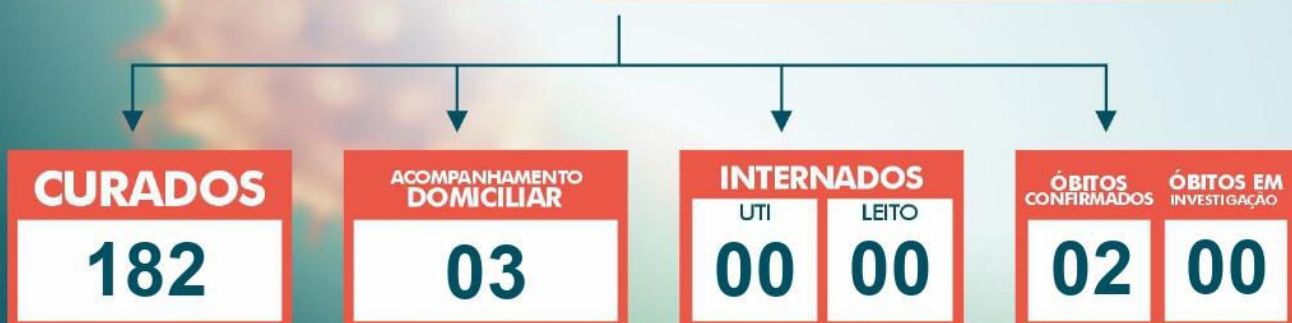 CURADOS
182
ACOMPANHAMENTO
DOMICILIAR
03
INTERNADOS
UTI
00
LEITO
00
ÓBITOS
CONFIRMADOS
02
ÓBITOS EM
INVESTIGAÇÃO
00